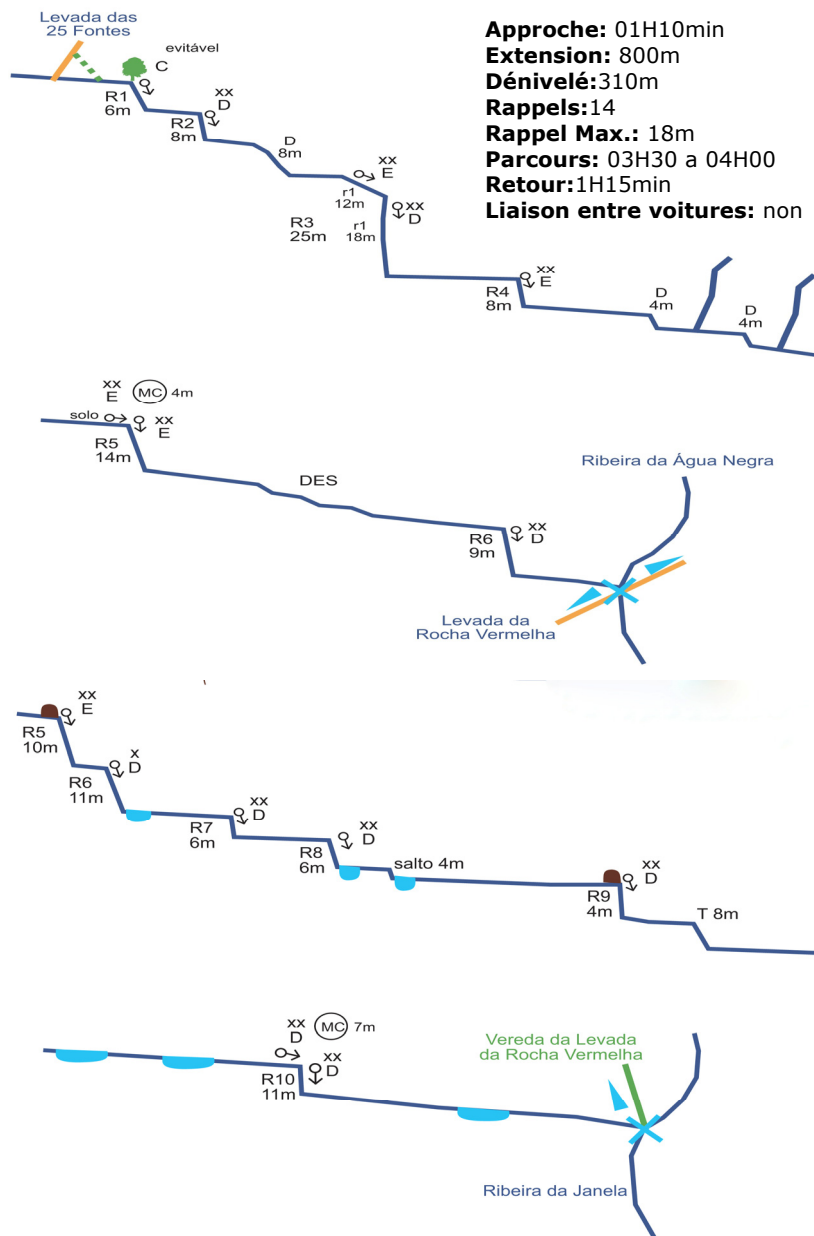 Levada das
25 Fontes
evitável
C
R1
6m
xx
D
R2
8m
D
8m
xx
E
r1
12m
xx
D
R3
25m
r1
18m
xx
E
R4
8m
D
4m
D
4m
Approche: 01H10min
Extension: 800m
Dénivelé:310m
Rappels:14
Rappel Max.: 18m
Parcours: 03H30 a 04H00
Retour:1H15min
Liaison entre voitures: non
xx
E
MC 4m
solo
xx
E
R5
14m
DES
xx
D
R6
9m
Ribeira da Água Negra
Levada da
Rocha Vermelha
xx
E
R5
10m
x
D
R6
11m
xx
D
R7
6m
xx
D
R8
6m
salto 4m
xx
D
R9
4m
T 8m
xx
D
MC 7m
xx
D
R10
11m
Vereda da Levada
da Rocha Vermelha
Ribeira da Janela